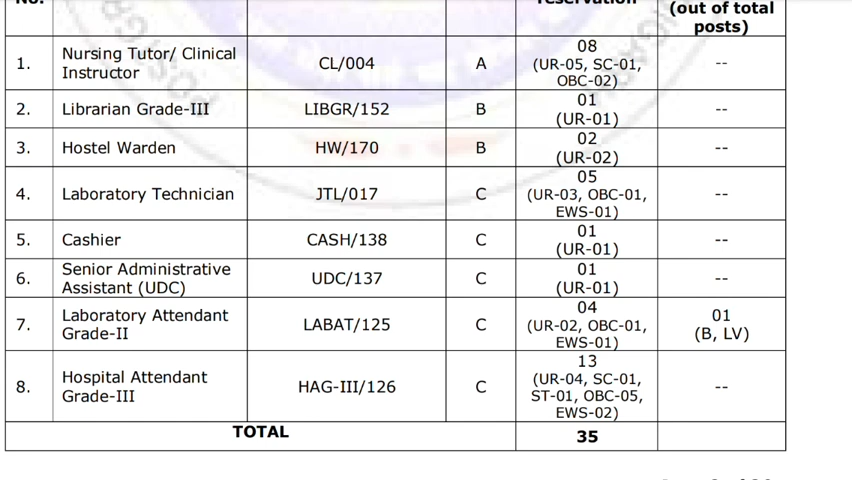 No.
reservation
(out of total
posts)
1.
Nursing Tutor/ Clinical
Instructor
CL/004
A
08
(UR-05, SC-01,
OBC-02)
--
2.
Librarian Grade-III
LIBGR/152
B
01
(UR-01)
--
3.
Hostel Warden
HW/170
B
02
(UR-02)
--
4.
Laboratory Technician
JTL/017
C
05
(UR-03, OBC-01,
EWS-01)
--
5.
Cashier
CASH/138
C
01
(UR-01)
--
6.
Senior Administrative
Assistant (UDC)
UDC/137
C
01
(UR-01)
--
7.
Laboratory Attendant
Grade-II
LABAT/125
C
04
(UR-02, OBC-01,
EWS-01)
01
(B, LV)
8.
Hospital Attendant
Grade-III
HAG-III/126
C
13
(UR-04, SC-01,
ST-01, OBC-05,
EWS-02)
--
TOTAL
35